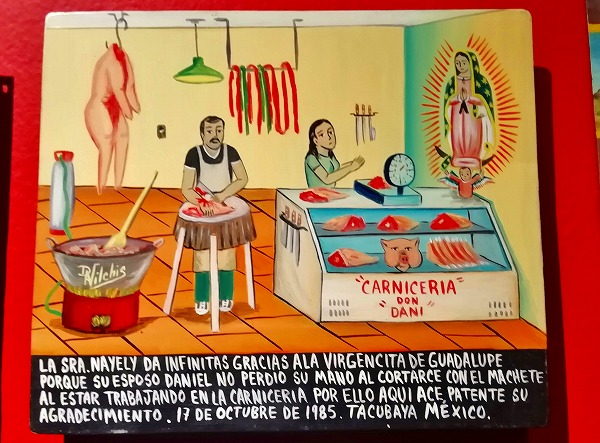 DVilchis
"CARNICERIA"
DON
DANI
LA SRA. NAYELY DA INFINITAS GRACIAS ALA VIRGENCITA DE GUADALUPE
PORQUE SU ESPOSO DANIEL NO PERDIO SU MANO AL CORTARCE CON EL MACHETE
AL ESTAR TRABAJANDO EN LA CARNICERIA POR ELLO AQUI ACE, PATENTE SU
AGRADECIMIENTO. 17 DE OCTUBRE DE 1985. TACUBAYA MÉXICO.